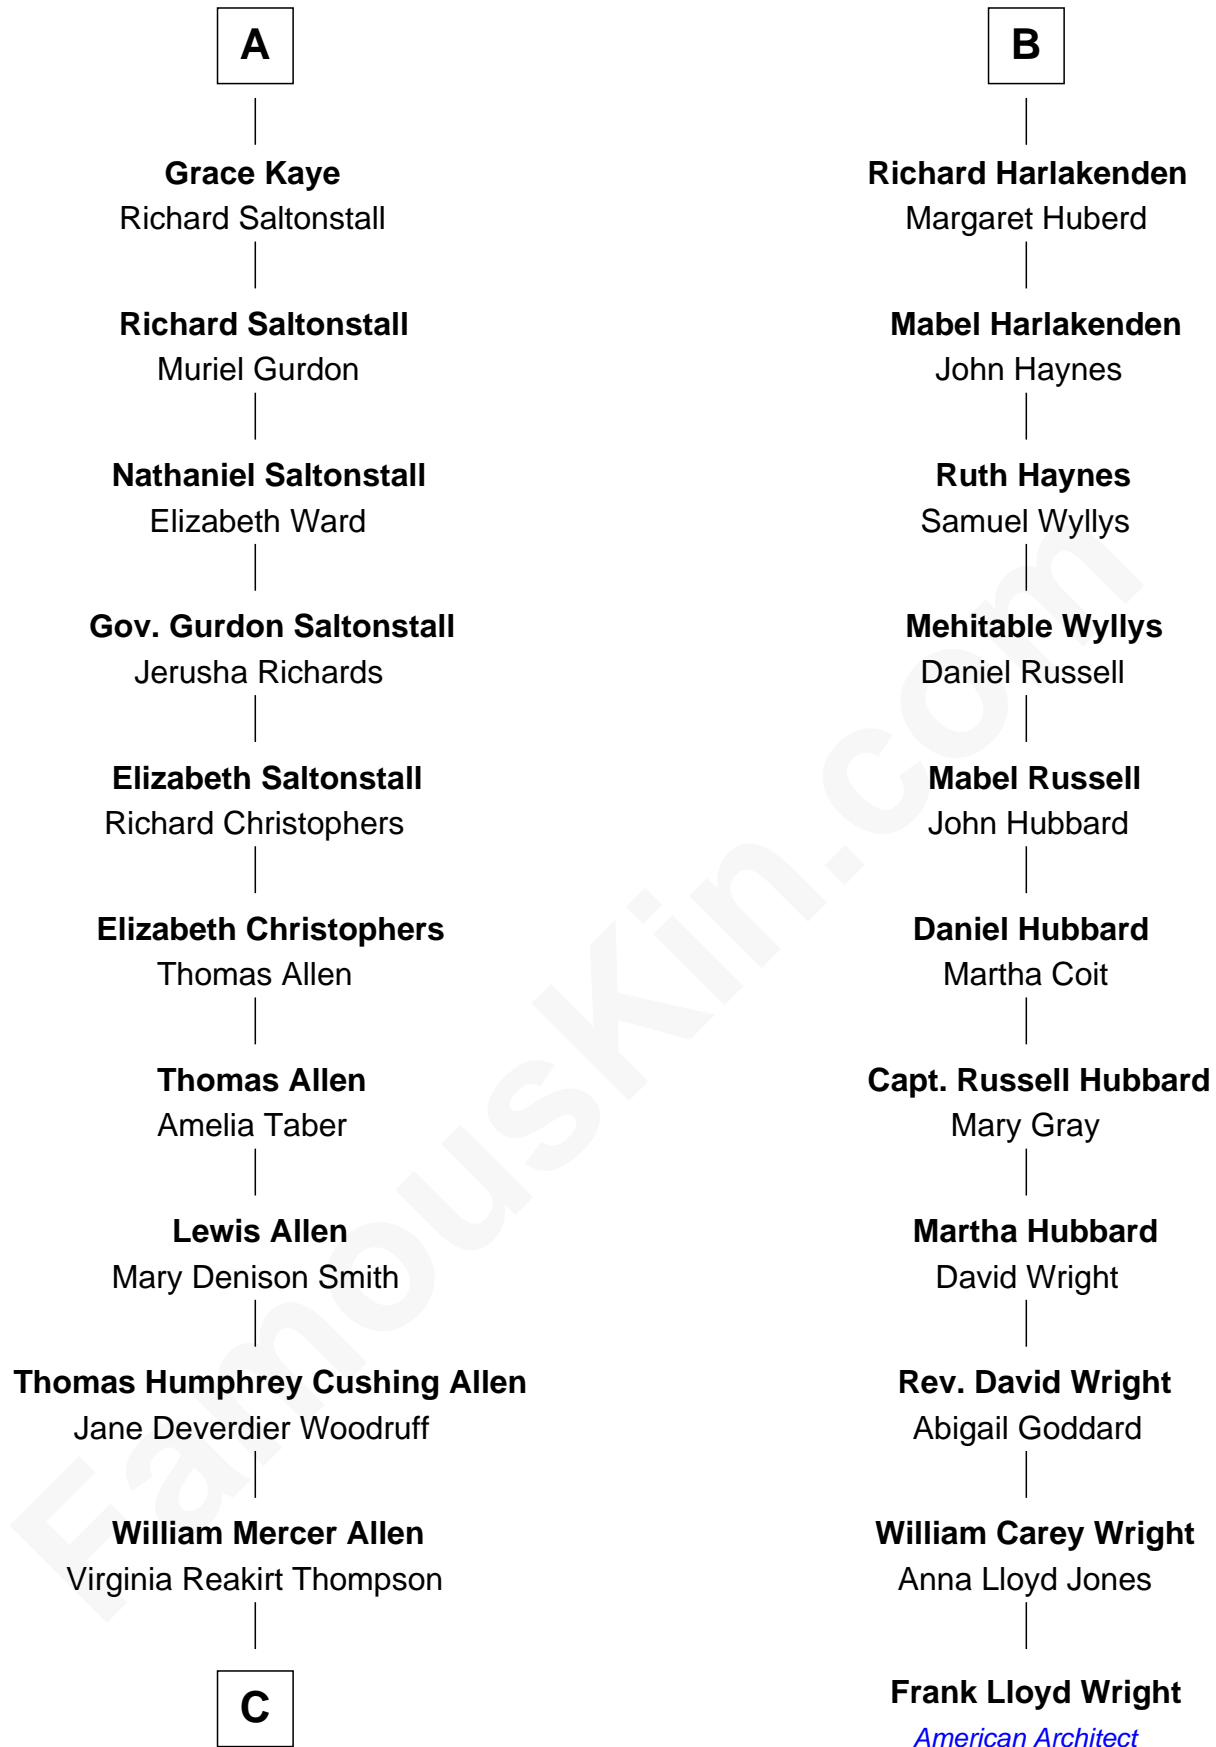 A
Grace Kaye
Richard Saltonstall
Richard Saltonstall
Muriel Gurdon
Nathaniel Saltonstall
Elizabeth Ward
Gov. Gurdon Saltonstall
Jerusha Richards
Elizabeth Saltonstall
Richard Christophers
Elizabeth Christophers
Thomas Allen
Thomas Allen
Amelia Taber
Lewis Allen
Mary Denison Smith
Thomas Humphrey Cushing Allen
Jane Deverdier Woodruff
William Mercer Allen
Virginia Reakirt Thompson
C
B
Richard Harlakenden
Margaret Huberd
Mabel Harlakenden
John Haynes
Ruth Haynes
Samuel Wyllys
Mehitable Wyllys
Daniel Russell
Mabel Russell
John Hubbard
Daniel Hubbard
Martha Coit
Capt. Russell Hubbard
Mary Gray
Martha Hubbard
David Wright
Rev. David Wright
Abigail Goddard
William Carey Wright
Anna Lloyd Jones
Frank Lloyd Wright
American Architect
FamousKin.com